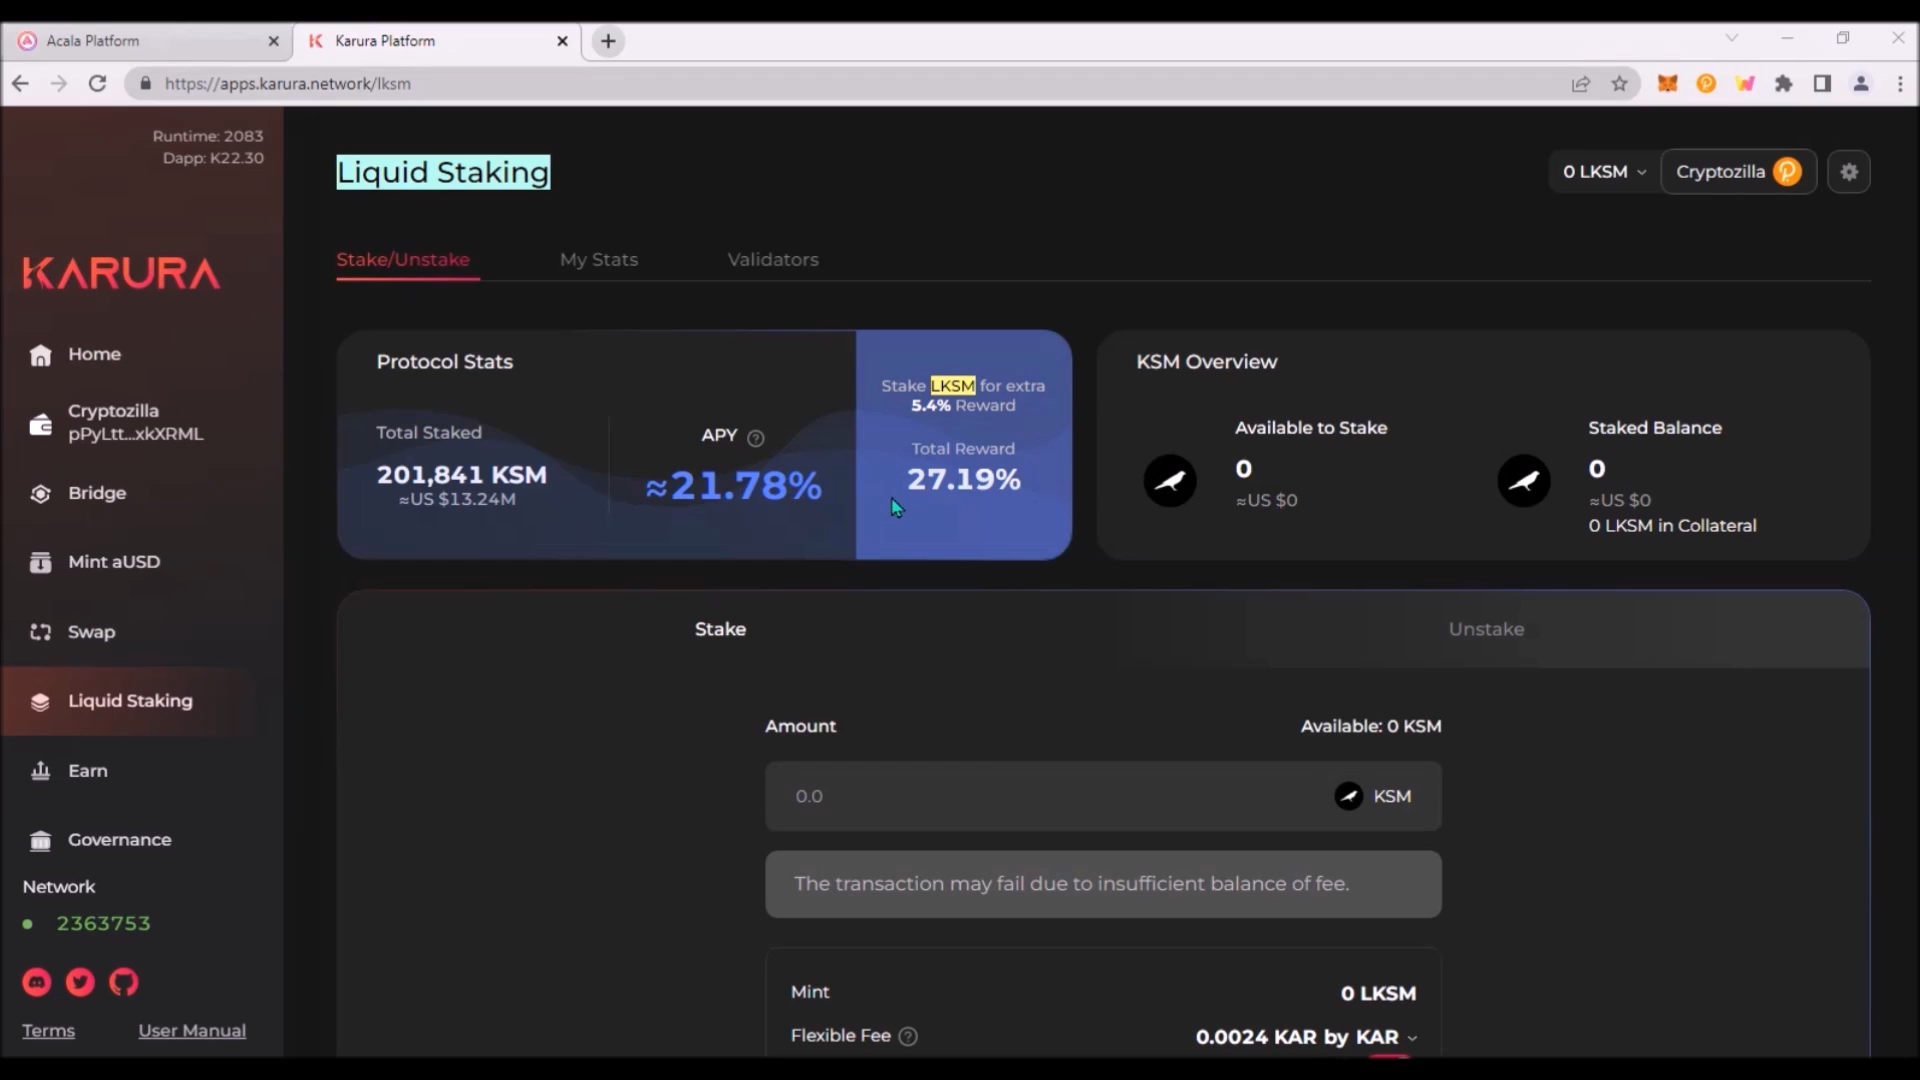 Acala Platform
Karura Platform
https://apps.karura.network/lksm
Runtime: 2083
Dapp: K22.30
KARURA
Home
Cryptozilla
pPyLtt...xkXRML
Bridge
Mint aUSD
Swap
Liquid Staking
Earn
Governance
Network
2363753
Terms
User Manual
Liquid Staking
0 LKSM
Cryptozilla
Stake/Unstake
My Stats
Validators
Protocol Stats
Total Staked
201,841 KSM
≈US $13.24M
APY ?
≈21.78%
Stake LKSM for extra
5.4% Reward
Total Reward
27.19%
KSM Overview
Available to Stake
0
≈US $0
Staked Balance
0
≈US $0
0 LKSM in Collateral
Stake
Unstake
Amount
Available: 0 KSM
0.0
KSM
The transaction may fail due to insufficient balance of fee.
Mint
0 LKSM
Flexible Fee ?
0.0024 KAR by KAR